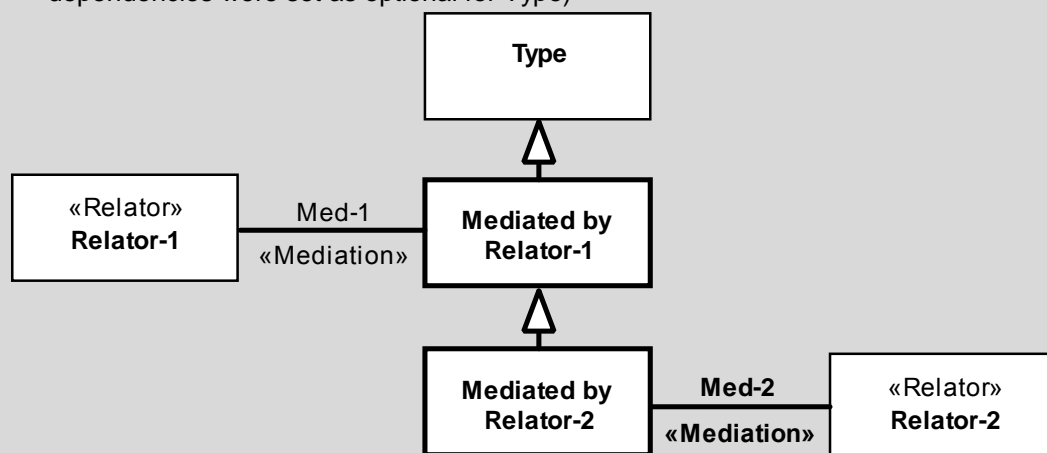 dependencies were set as optional for Type)
Type
«Relator»
Relator-1
Med-1
«Mediation»
Mediated by
Relator-1
Mediated by
Relator-2
Med-2
«Mediation»
«Relator»
Relator-2